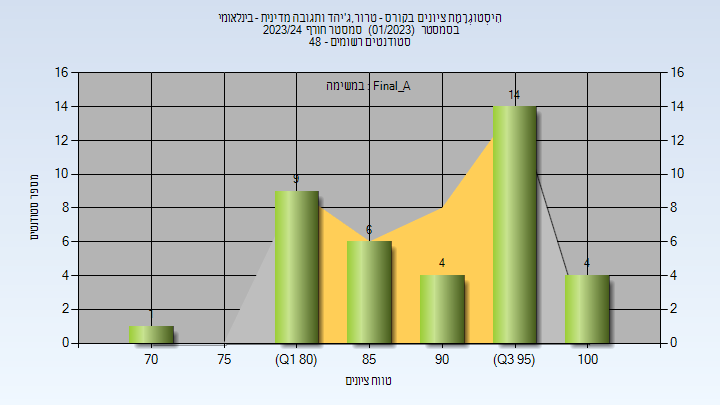 היסטוגרמת ציונים בקורס - טרור,ג'יהד ותגובה מדינית - בינלאומי
בסמסטר (01/2023) סמסטר חורף 2023/24
סטודנטים רשומים - 48
במשימה : Final_A
מספר סטודנטים
16 16
14 14
12 12
10 10
8 8
6 6
4 4
2 2
0 0
1 9 6 4 14 4
70 75 (Q1 80) 85 90 (Q3 95) 100
טווח ציונים